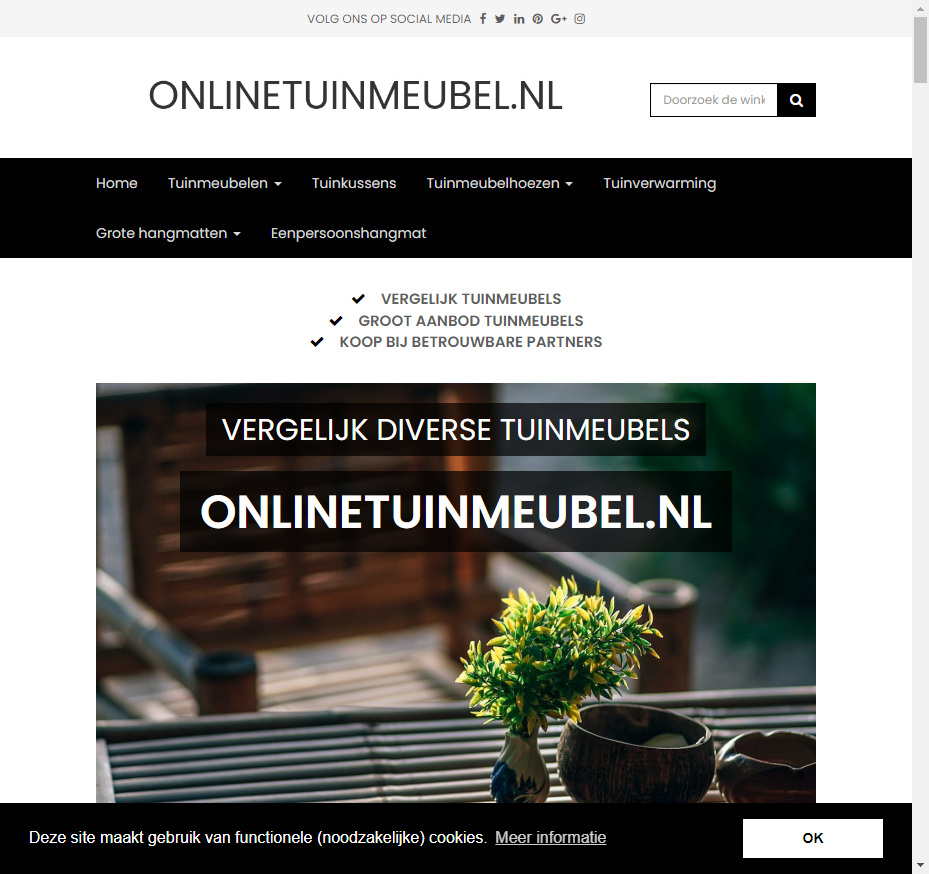 VOLG ONS OP SOCIAL MEDIA
ONLINETUINMEUBEL.NL
Doorzoek de wink
Home Tuinmeubelen Tuinkussens Tuinmeubelhoezen Tuinverwarming
Grote hangmatten Eenpersoonshangmat
VERGELIJK TUINMEUBELS
GROOT AANBOD TUINMEUBELS
KOOP BIJ BETROUWBARE PARTNERS
VERGELIJK DIVERSE TUINMEUBELS
ONLINETUINMEUBEL.NL
Deze site maakt gebruik van functionele (noodzakelijke) cookies. Meer informatie
OK